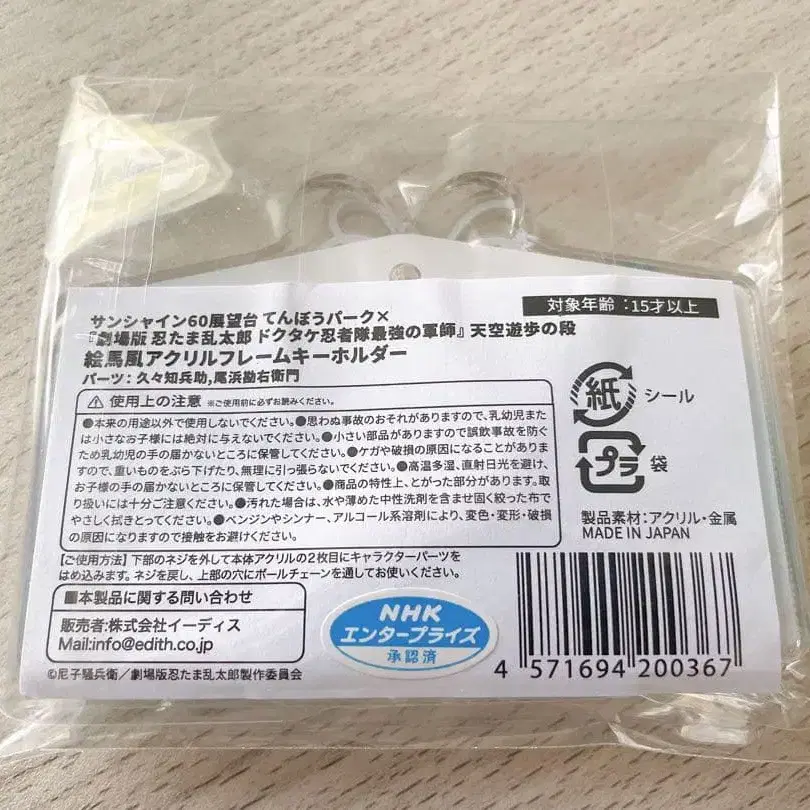 サンシャイン60展望台 てんぼうパーク×
『劇場版 忍たま乱太郎 ドクタケ忍者隊最強の軍師』 天空遊歩の段
絵馬風アクリルフレームキーホルダー
パーツ：久々知兵助,尾浜勘右衛門
対象年齢：15才以上
⚠ 使用上の注意 ※ご使用前に必ずお読みください。
●本来の用途以外で使用しないでください。●思わぬ事故のおそれがありますので、乳幼児また
は小さなお子様には絶対に与えないでください。●小さい部品がありますので誤飲事故を防ぐ
ため乳幼児の手の届かないところに保管してください。●ケガや破損の原因になることがありま
すので、重いものをぶら下げたり、無理に引っ張らないでください。●高温多湿、直射日光を避け、
お子様の手の届かないところに保管してください。●商品の特性上、とがった部分があります。取
り扱いには十分ご注意ください。●汚れた場合は、水や薄めた中性洗剤を含ませ固く絞った布で
やさしく拭きとってください。●ベンジンやシンナー、アルコール系溶剤により、変色・変形・破損
の原因になりますので接触をお避けください。
【ご使用方法】下部のネジを外して本体アクリルの2枚目にキャラクターパーツを
はめ込みます。ネジを戻し、上部の穴にボールチェーンを通してお使いください。
■本製品に関する問い合わせ
販売者:株式会社イーディス
Mail:info@edith.co.jp
©尼子騒兵衛／劇場版忍たま乱太郎製作委員会
紙 シール
プラ 袋
製品素材：アクリル・金属
MADE IN JAPAN
NHK
エンタープライズ
承認済
4 571694 200367